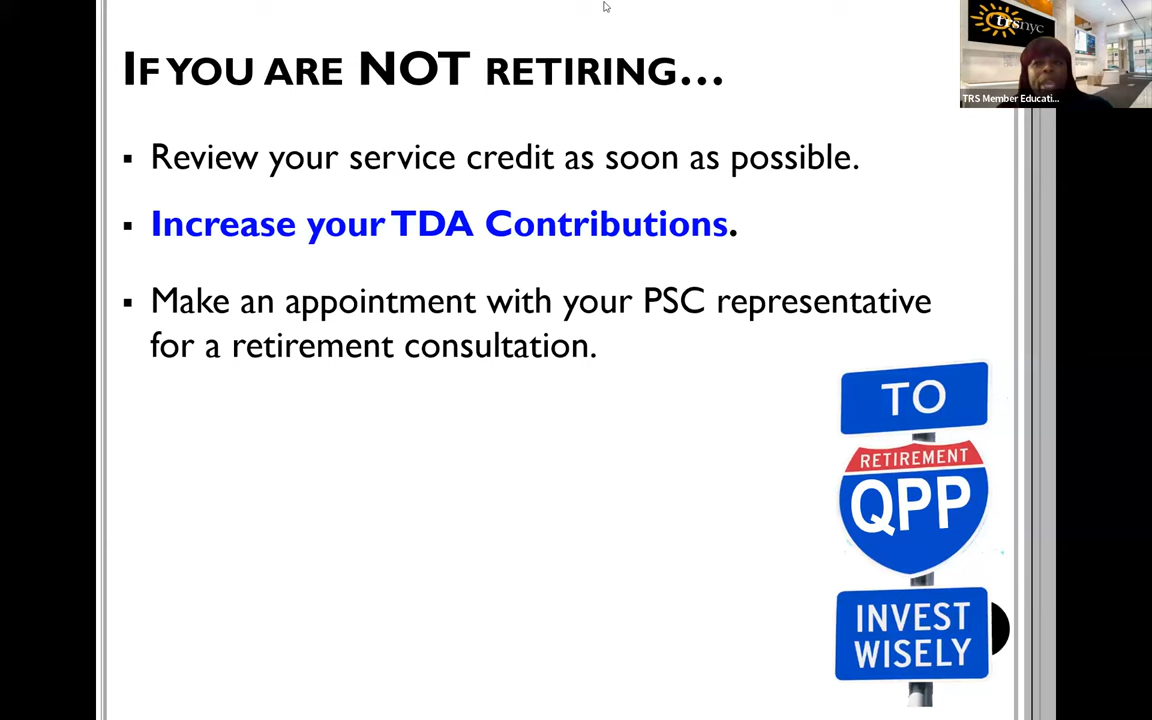 IF YOU ARE NOT RETIRING...
trsnyc
TRS Member Educati...
▪ Review your service credit as soon as possible.
▪ Increase your TDA Contributions.
▪ Make an appointment with your PSC representative
for a retirement consultation.
TO
RETIREMENT
QPP
INVEST
WISELY